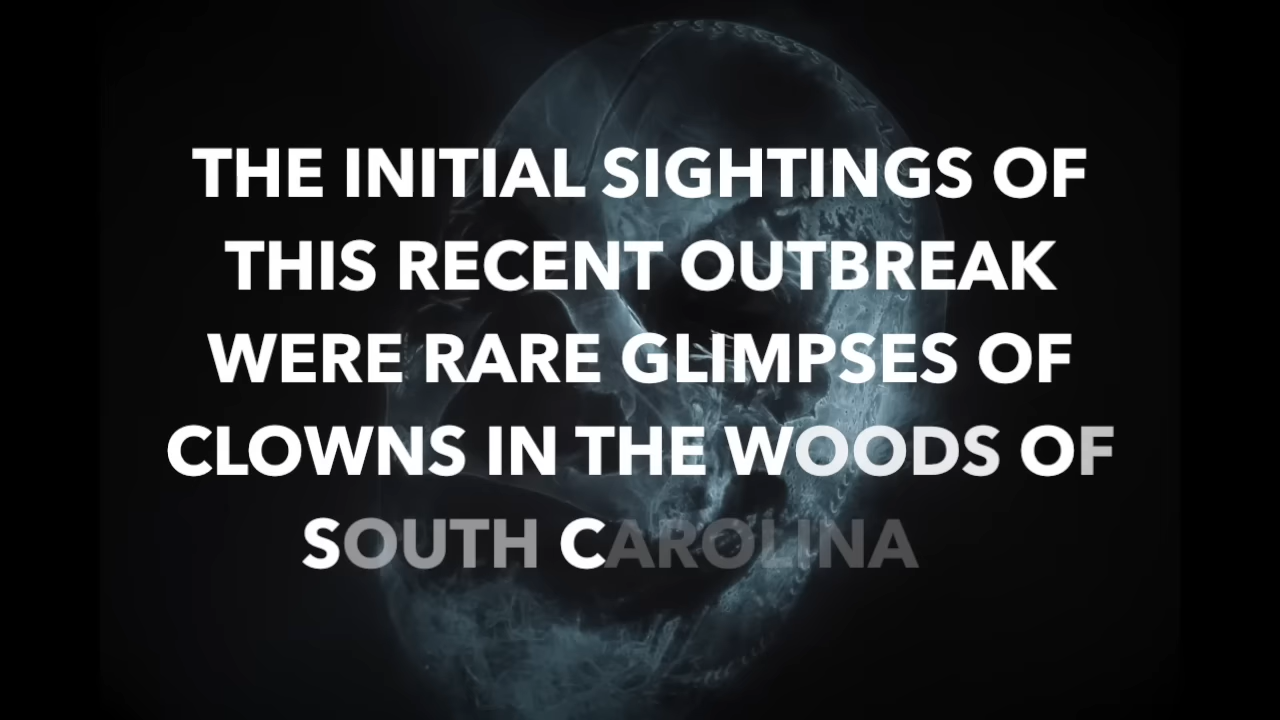 THE INITIAL SIGHTINGS OF
THIS RECENT OUTBREAK
WERE RARE GLIMPSES OF
CLOWNS IN THE WOODS OF
SOUTH CAROLINA